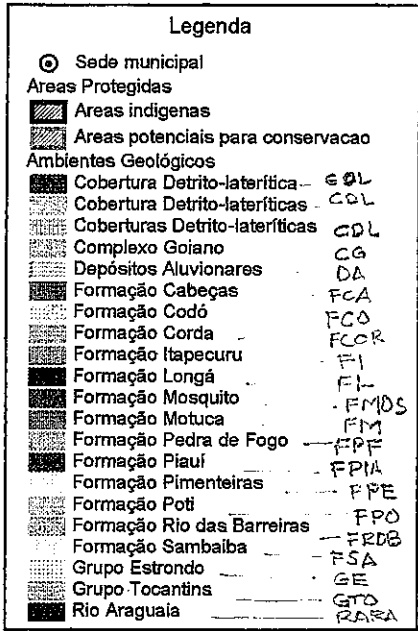 Legenda
Sede municipal
Areas Protegidas
Areas indigenas
Areas potenciais para conservacao
Ambientes Geológicos
Cobertura Detrito-laterítica - CDL
Cobertura Detrito-lateríticas - CDL
Coberturas Detrito-lateríticas CDL
Complexo Goiano CG
Depósitos Aluvionares DA
Formação Cabeças FCA
Formação Codó FCO
Formação Corda FCOR
Formação Itapecuru FI
Formação Longá FL
Formação Mosquito - FMOS
Formação Motuca FM
Formação Pedra de Fogo - FPF
Formação Piauí FPIA
Formação Pimenteiras - FPE
Formação Poti FPO
Formação Rio das Barreiras - FRDB
Formação Sambaiba FSA
Grupo Estrondo GE
Grupo Tocantins GTO
Rio Araguaia RARA